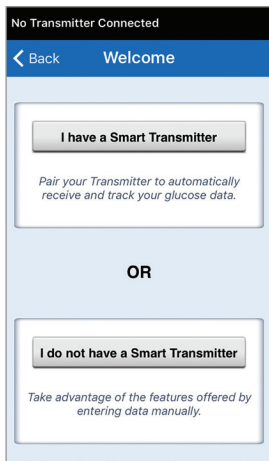 No Transmitter Connected
Back Welcome
I have a Smart Transmitter
Pair your Transmitter to automatically
receive and track your glucose data.
OR
I do not have a Smart Transmitter
Take advantage of the features offered by
entering data manually.